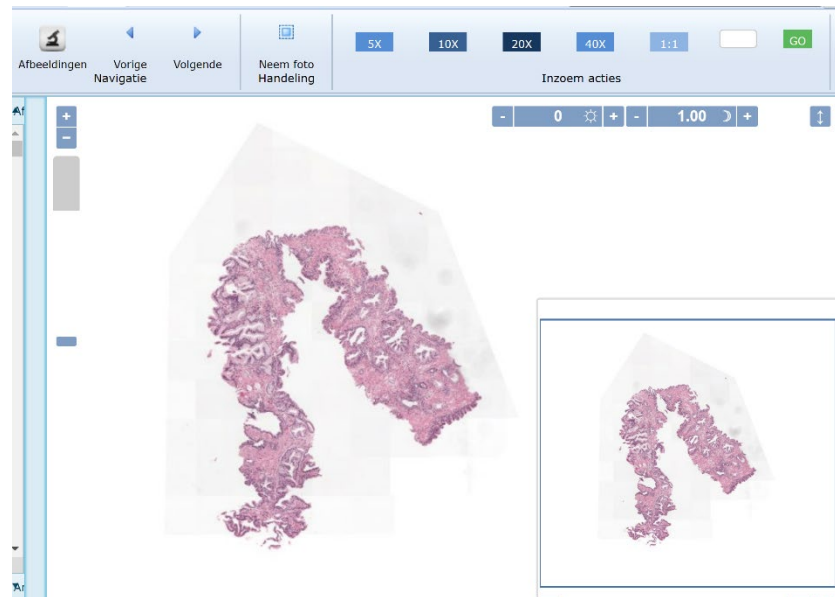 5X 10X 20X 40X 1:1 GO
Afbeeldingen Vorige Volgende Neem foto
Navigatie Handeling Inzoem acties
+
-
- 0 + - 1.00 +